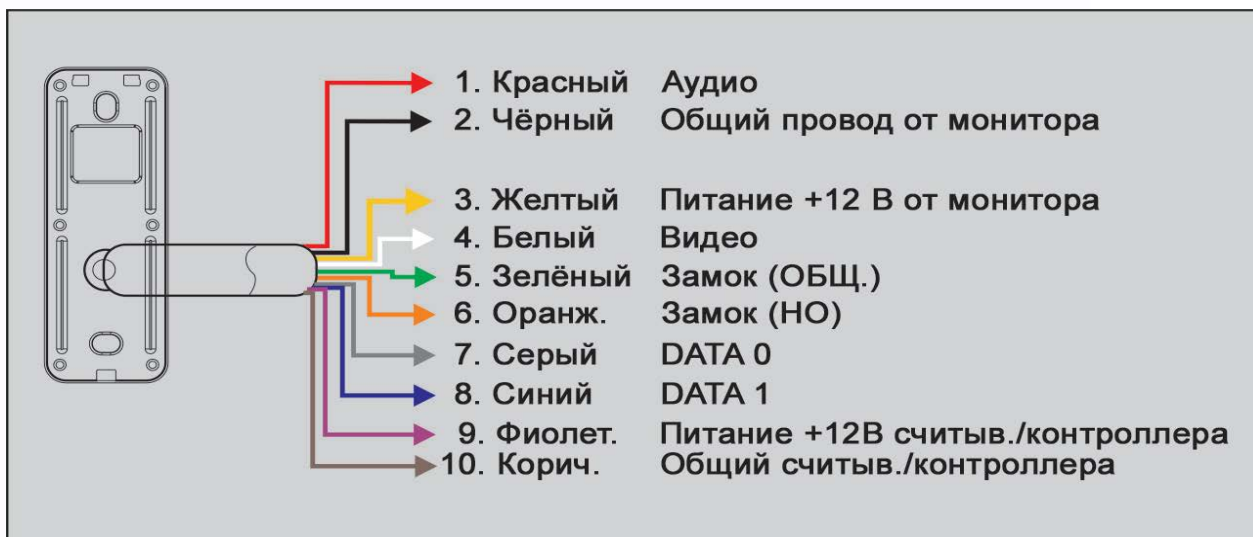 1. Красный Аудио
2. Чёрный Общий провод от монитора
3. Желтый Питание +12 В от монитора
4. Белый Видео
5. Зелёный Замок (ОБЩ.)
6. Оранж. Замок (НО)
7. Серый DATA 0
8. Синий DATA 1
9. Фиолет. Питание +12В считыв./контроллера
10. Корич. Общий считыв./контроллера